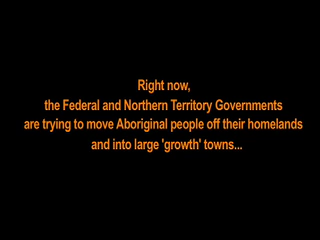 Right now,
the Federal and Northern Territory Governments
are trying to move Aboriginal people off their homelands
and into large 'growth' towns...